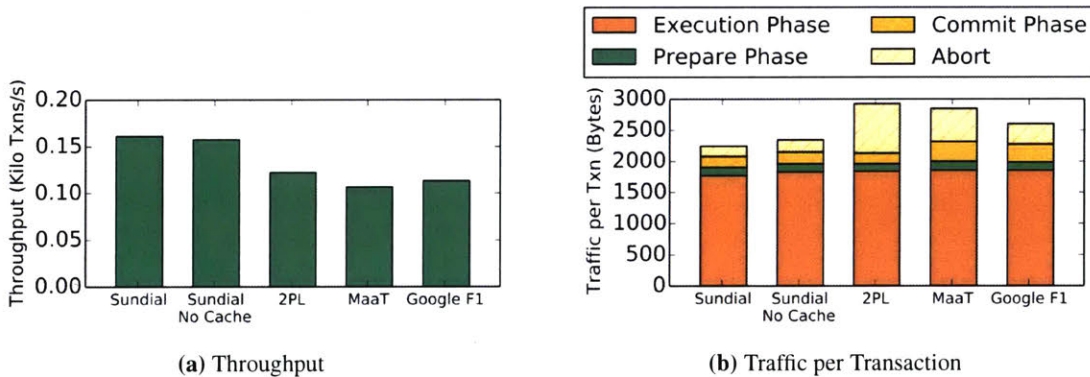 Execution Phase
Commit Phase
Prepare Phase
Abort
Throughput (Kilo Txns/s)
0.20
0.15
0.10
0.05
0.00
Sundial
Sundial
No Cache
2PL
MaaT
Google F1
(a) Throughput
Traffic per Txn (Bytes)
3000
2500
2000
1500
1000
500
0
Sundial
Sundial
No Cache
2PL
MaaT
Google F1
(b) Traffic per Transaction